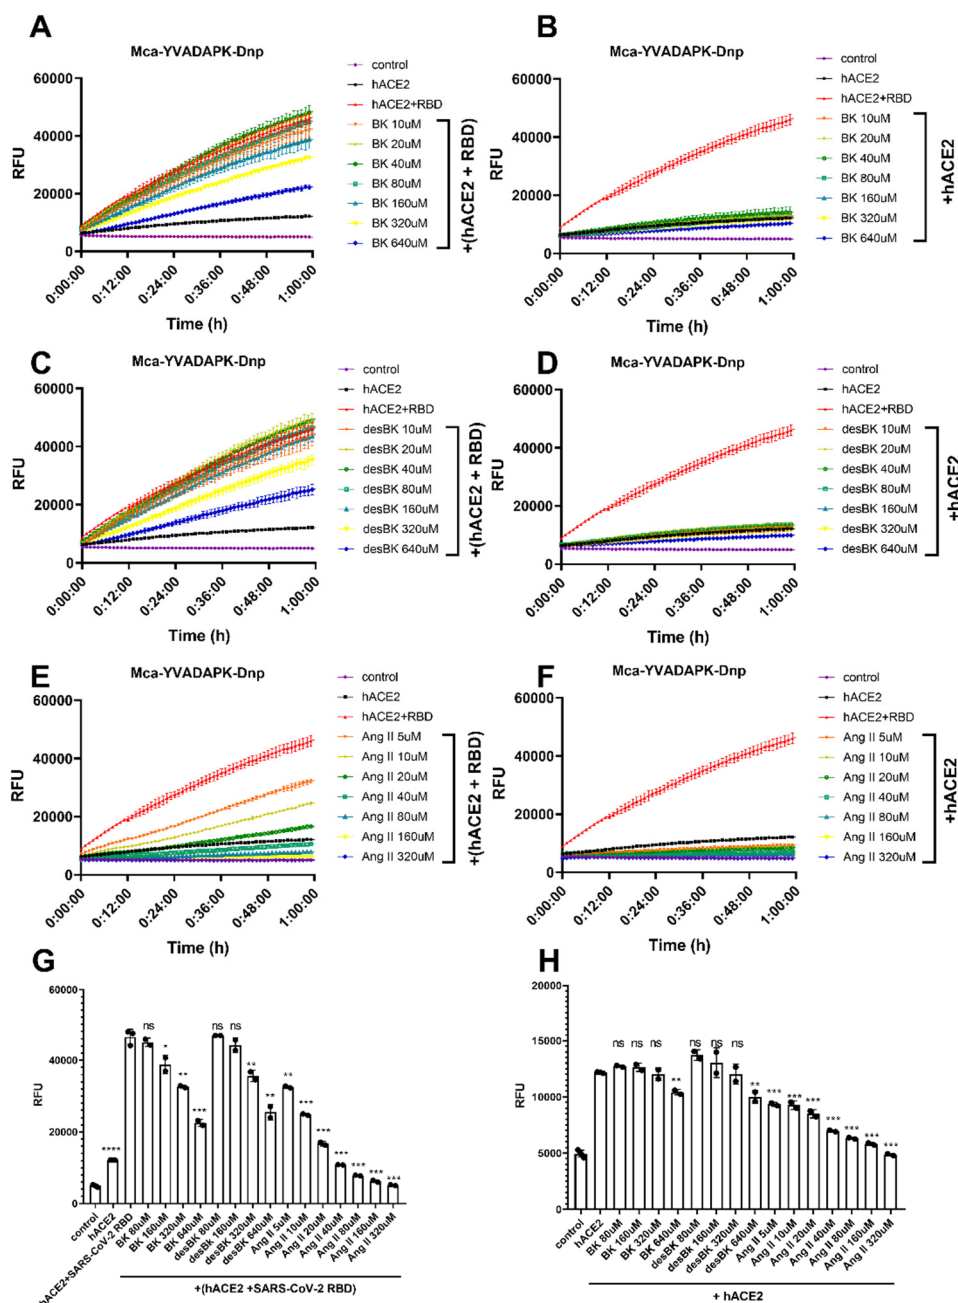 A
Mca-YVADAPK-Dnp
RFU
60000
40000
20000
0
0:00:00
0:12:00
0:24:00
0:36:00
0:48:00
1:00:00
Time (h)
control
hACE2
hACE2+RBD
BK 10uM
BK 20uM
BK 40uM
BK 80uM
BK 160uM
BK 320uM
BK 640uM
+(hACE2 + RBD)
B
Mca-YVADAPK-Dnp
RFU
60000
40000
20000
0
0:00:00
0:12:00
0:24:00
0:36:00
0:48:00
1:00:00
Time (h)
control
hACE2
hACE2+RBD
BK 10uM
BK 20uM
BK 40uM
BK 80uM
BK 160uM
BK 320uM
BK 640uM
+hACE2
C
Mca-YVADAPK-Dnp
RFU
60000
40000
20000
0
0:00:00
0:12:00
0:24:00
0:36:00
0:48:00
1:00:00
Time (h)
control
hACE2
hACE2+RBD
desBK 10uM
desBK 20uM
desBK 40uM
desBK 80uM
desBK 160uM
desBK 320uM
desBK 640uM
+(hACE2 + RBD)
D
Mca-YVADAPK-Dnp
RFU
60000
40000
20000
0
0:00:00
0:12:00
0:24:00
0:36:00
0:48:00
1:00:00
Time (h)
control
hACE2
hACE2+RBD
desBK 10uM
desBK 20uM
desBK 40uM
desBK 80uM
desBK 160uM
desBK 320uM
desBK 640uM
+hACE2
E
Mca-YVADAPK-Dnp
RFU
60000
40000
20000
0
0:00:00
0:12:00
0:24:00
0:36:00
0:48:00
1:00:00
Time (h)
control
hACE2
hACE2+RBD
Ang II 5uM
Ang II 10uM
Ang II 20uM
Ang II 40uM
Ang II 80uM
Ang II 160uM
Ang II 320uM
+(hACE2 + RBD)
F
Mca-YVADAPK-Dnp
RFU
60000
40000
20000
0
0:00:00
0:12:00
0:24:00
0:36:00
0:48:00
1:00:00
Time (h)
control
hACE2
hACE2+RBD
Ang II 5uM
Ang II 10uM
Ang II 20uM
Ang II 40uM
Ang II 80uM
Ang II 160uM
Ang II 320uM
+hACE2
G
RFU
60000
40000
20000
0
**** ns * ** *** ns ns ** ** ** *** *** *** *** *** ***
control
hACE2
hACE2+SARS-CoV-2 RBD
BK 80uM
BK 160uM
BK 320uM
BK 640uM
desBk 80uM
desBk 160uM
desBk 320uM
desBk 640uM
Ang II 5uM
Ang II 10uM
Ang II 20uM
Ang II 40uM
Ang II 80uM
Ang II 160uM
Ang II 320uM
+(hACE2 +SARS-CoV-2 RBD)
H
RFU
20000
15000
10000
5000
0
ns ns ns ** ns ns ns ** *** *** *** *** *** *** ***
control
hACE2
BK 80uM
BK 160uM
BK 320uM
BK 640uM
desBk 80uM
desBk 160uM
desBk 320uM
desBk 640uM
Ang II 5uM
Ang II 10uM
Ang II 20uM
Ang II 40uM
Ang II 80uM
Ang II 160uM
Ang II 320uM
+ hACE2